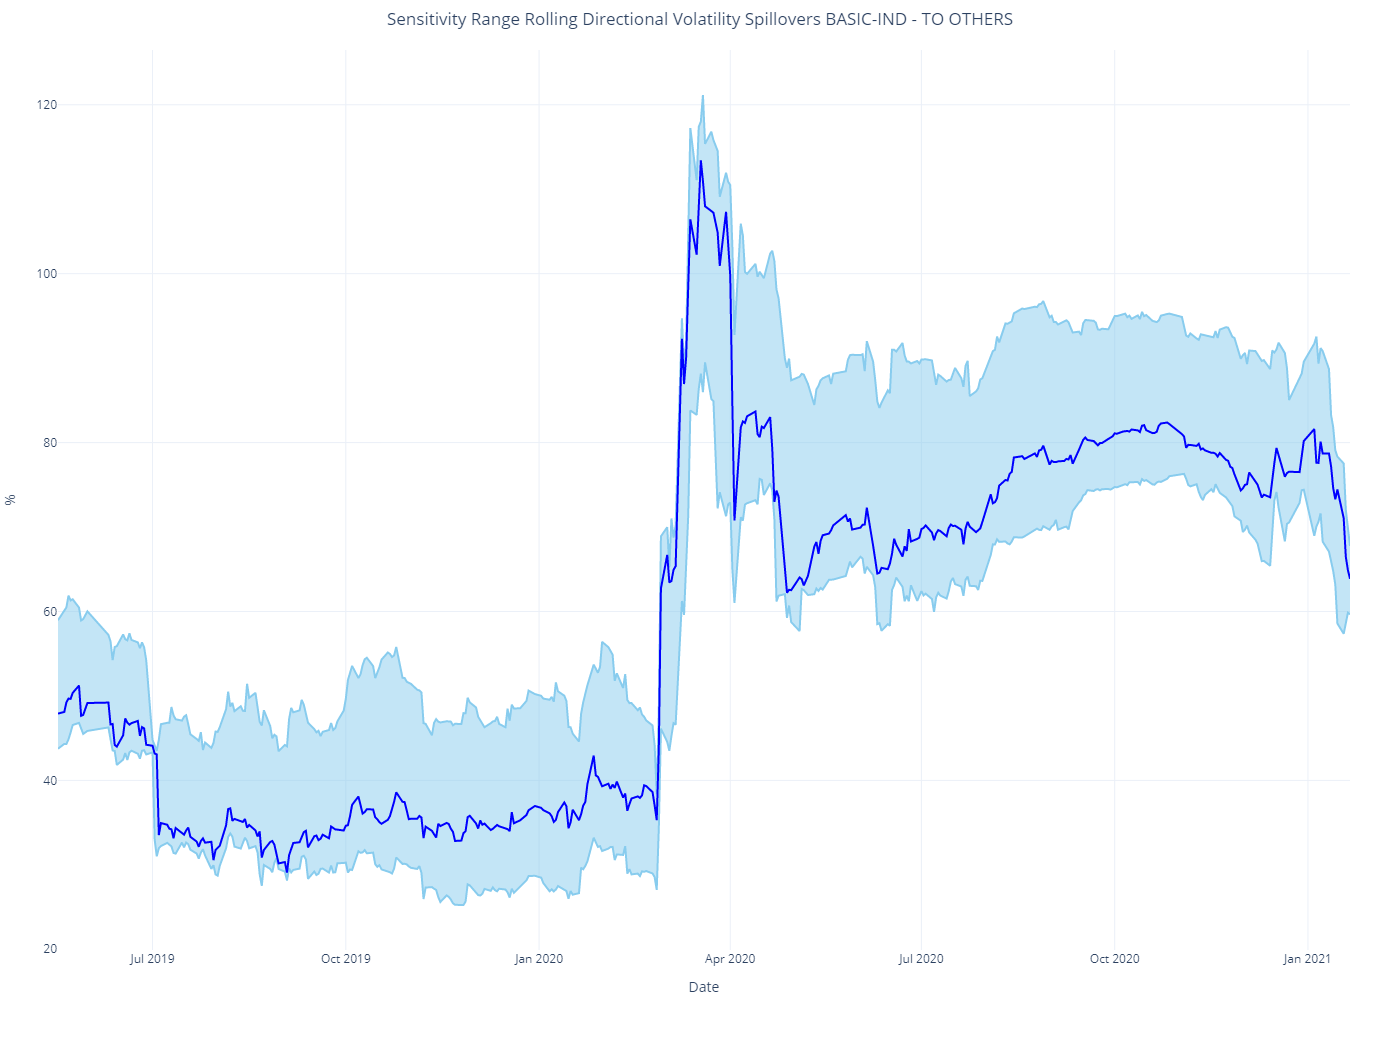 Sensitivity Range Rolling Directional Volatility Spillovers BASIC-IND - TO OTHERS
120
100
80
60
40
20
%
Jul 2019 Oct 2019 Jan 2020 Apr 2020 Jul 2020 Oct 2020 Jan 2021
Date